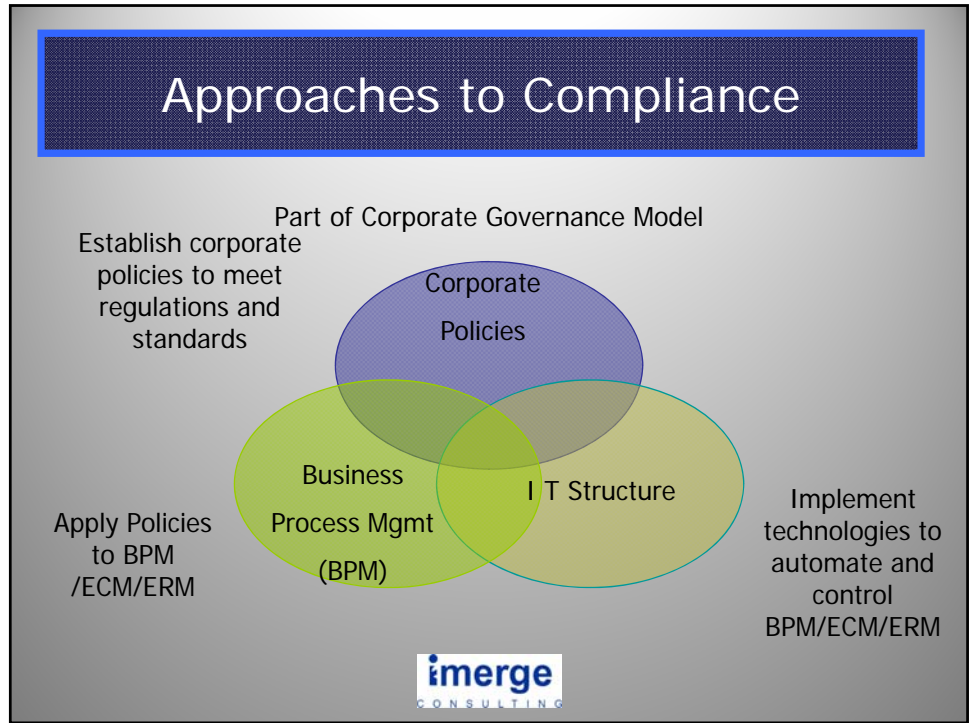 Approaches to Compliance
Part of Corporate Governance Model
Establish corporate
policies to meet
regulations and
standards
Corporate
Policies
Business
Process Mgmt
(BPM)
I T Structure
Apply Policies
to BPM
/ECM/ERM
Implement
technologies to
automate and
control
BPM/ECM/ERM
imerge
CONSULTING